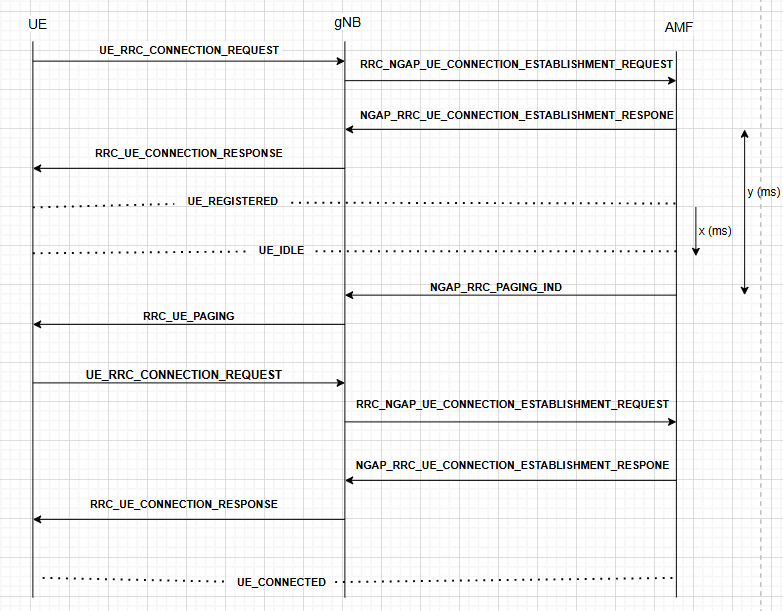 UE
gNB
AMF
UE_RRC_CONNECTION_REQUEST
RRC_NGAP_UE_CONNECTION_ESTABLISHMENT_REQUEST
NGAP_RRC_UE_CONNECTION_ESTABLISHMENT_RESPONE
RRC_UE_CONNECTION_RESPONSE
y (ms)
UE_REGISTERED
x (ms)
UE_IDLE
NGAP_RRC_PAGING_IND
RRC_UE_PAGING
UE_RRC_CONNECTION_REQUEST
RRC_NGAP_UE_CONNECTION_ESTABLISHMENT_REQUEST
NGAP_RRC_UE_CONNECTION_ESTABLISHMENT_RESPONE
RRC_UE_CONNECTION_RESPONSE
UE_CONNECTED